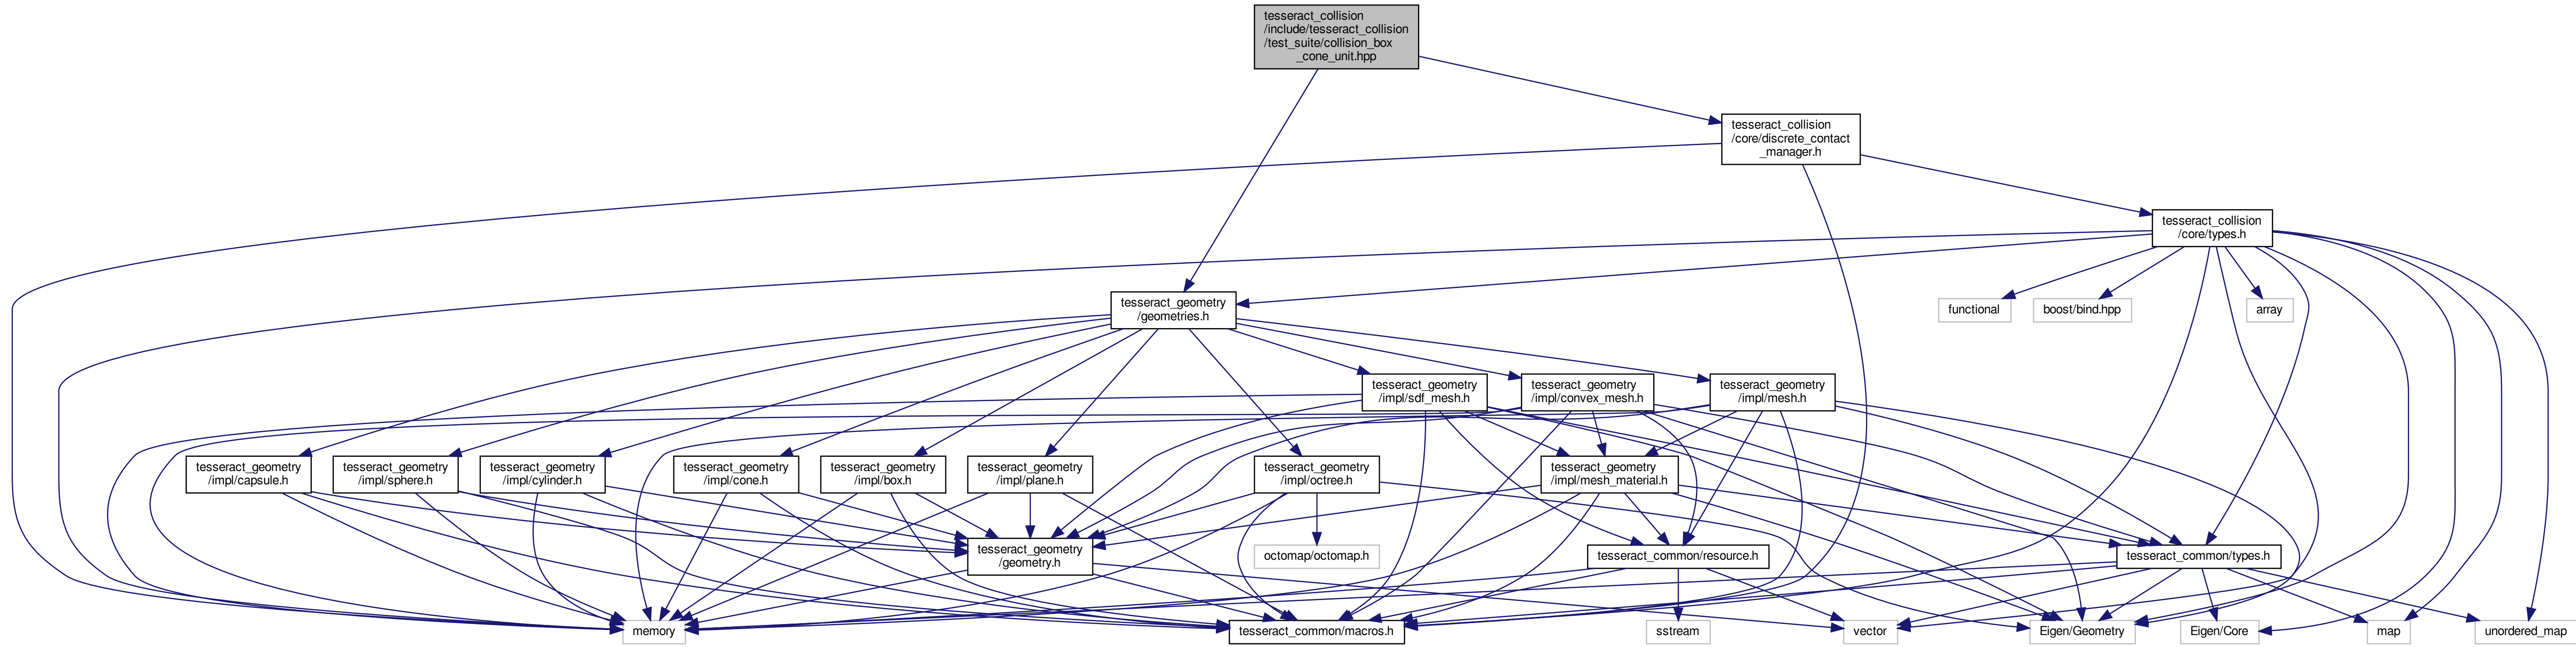 tesseract_collision
/include/tesseract_collision
/test_suite/collision_box
_cone_unit.hpp
tesseract_collision
/core/discrete_contact
_manager.h
tesseract_collision
/core/types.h
tesseract_geometry
/geometries.h
functional
boost/bind.hpp
array
tesseract_geometry
/impl/sdf_mesh.h
tesseract_geometry
/impl/convex_mesh.h
tesseract_geometry
/impl/mesh.h
tesseract_geometry
/impl/capsule.h
tesseract_geometry
/impl/sphere.h
tesseract_geometry
/impl/cylinder.h
tesseract_geometry
/impl/cone.h
tesseract_geometry
/impl/box.h
tesseract_geometry
/impl/plane.h
tesseract_geometry
/impl/octree.h
tesseract_geometry
/impl/mesh_material.h
tesseract_geometry
/geometry.h
octomap/octomap.h
tesseract_common/resource.h
tesseract_common/types.h
memory
tesseract_common/macros.h
sstream
vector
Eigen/Geometry
Eigen/Core
map
unordered_map